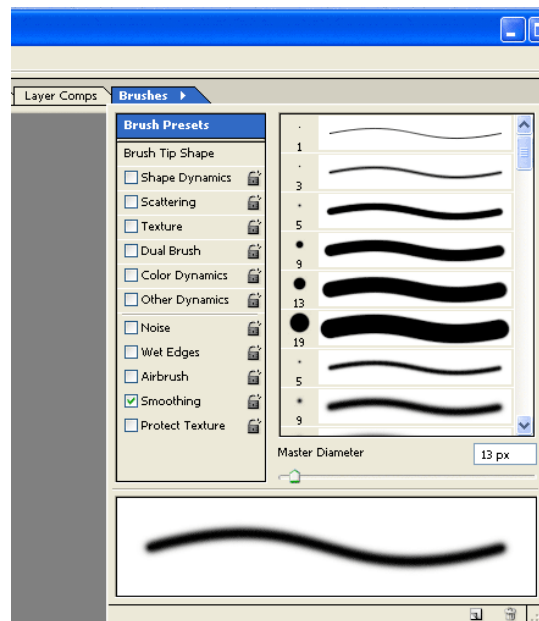 Layer Comps
Brushes
Brush Presets
Brush Tip Shape
Shape Dynamics
Scattering
Texture
Dual Brush
Color Dynamics
Other Dynamics
Noise
Wet Edges
Airbrush
Smoothing
Protect Texture
1
3
5
9
13
19
5
9
Master Diameter
13 px